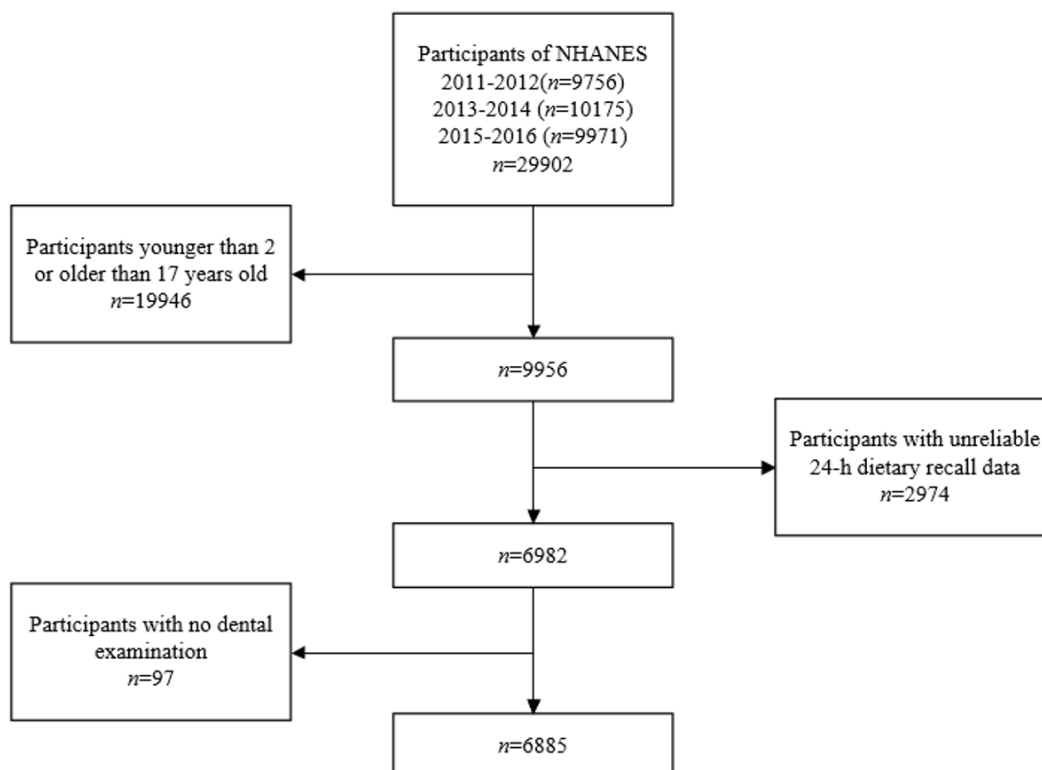 Participants of NHANES
2011-2012(n=9756)
2013-2014 (n=10175)
2015-2016 (n=9971)
n=29902
Participants younger than 2
or older than 17 years old
n=19946
n=9956
Participants with unreliable
24-h dietary recall data
n=2974
n=6982
Participants with no dental
examination
n=97
n=6885